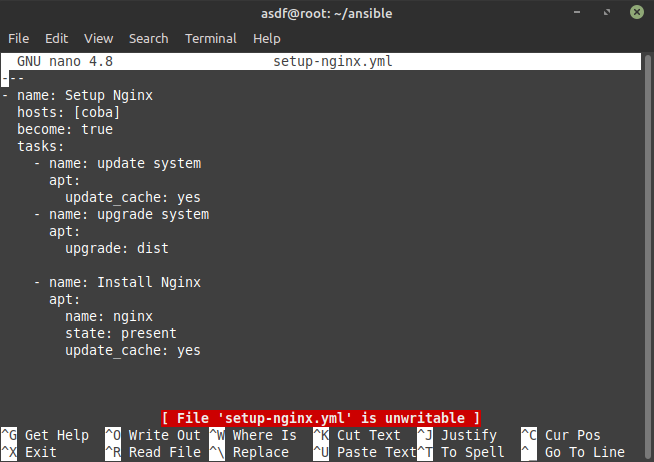 asdf@root: ~/ansible
File Edit View Search Terminal Help
GNU nano 4.8 setup-nginx.yml
---
- name: Setup Nginx
  hosts: [coba]
  become: true
  tasks:
    - name: update system
      apt:
        update_cache: yes
    - name: upgrade system
      apt:
        upgrade: dist

    - name: Install Nginx
      apt:
        name: nginx
        state: present
        update_cache: yes
[ File 'setup-nginx.yml' is unwritable ]
^G Get Help ^O Write Out ^W Where Is ^K Cut Text ^J Justify ^C Cur Pos
^X Exit ^R Read File ^\ Replace ^U Paste Text ^T To Spell ^_ Go To Line